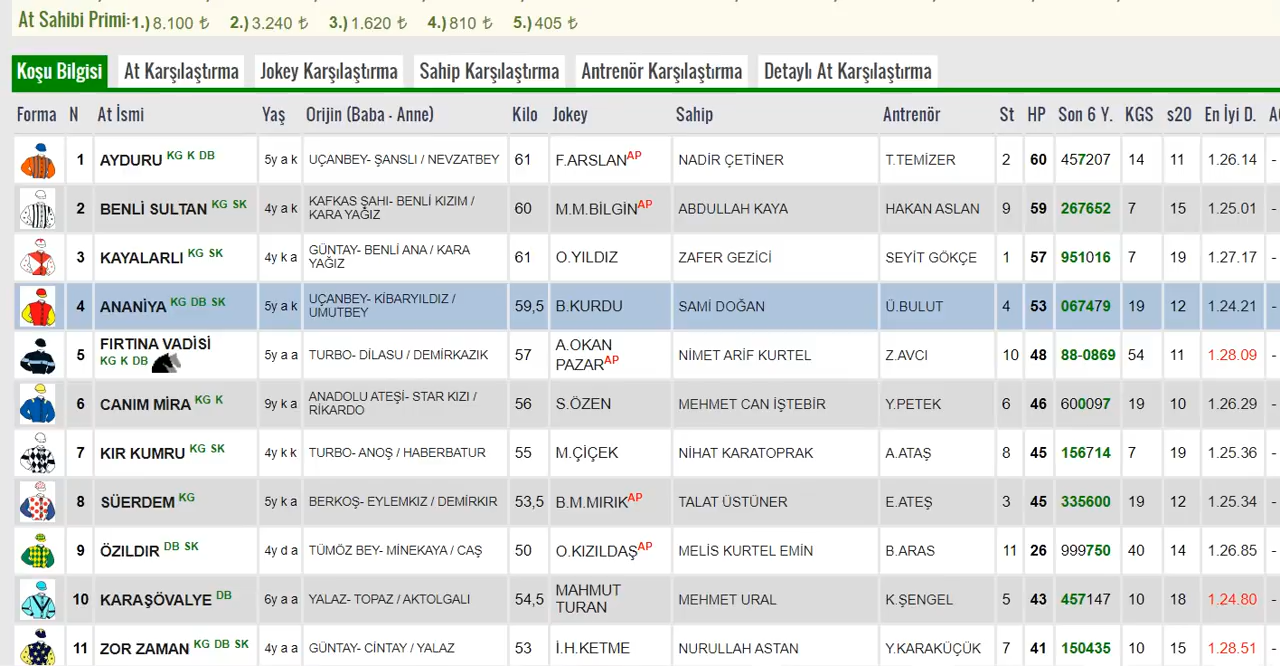 At Sahibi Primi: 1.) 8.100 ₺ 2.) 3.240 ₺ 3.) 1.620 ₺ 4.) 810 ₺ 5.) 405 ₺
Koşu Bilgisi At Karşılaştırma Jokey Karşılaştırma Sahip Karşılaştırma Antrenör Karşılaştırma Detaylı At Karşılaştırma
Forma N At İsmi Yaş Orijin (Baba - Anne) Kilo Jokey Sahip Antrenör St HP Son 6 Y. KGS s20 En İyi D.
1 AYDURU KG K DB 5y a k UÇANBEY- ŞANSLI / NEVZATBEY 61 F.ARSLAN AP NADİR ÇETİNER T.TEMİZER 2 60 457207 14 11 1.26.14 -
2 BENLİ SULTAN KG SK 4y a k KAFKAS ŞAHI- BENLİ KIZIM / KARA YAĞIZ 60 M.M.BİLGİN AP ABDULLAH KAYA HAKAN ASLAN 9 59 267652 7 15 1.25.01 -
3 KAYALARLI KG SK 4y k a GÜNTAY- BENLİ ANA / KARA YAĞIZ 61 O.YILDIZ ZAFER GEZİCİ SEYİT GÖKÇE 1 57 951016 7 19 1.27.17 -
4 ANANİYA KG DB SK 5y a k UÇANBEY- KİBARYILDIZ / UMUTBEY 59,5 B.KURDU SAMİ DOĞAN Ü.BULUT 4 53 067479 19 12 1.24.21 -
5 FIRTINA VADİSİ KG K DB 5y a a TURBO- DİLASU / DEMİRKAZIK 57 A.OKAN PAZAR AP NİMET ARİF KURTEL Z.AVCI 10 48 88-0869 54 11 1.28.09 -
6 CANIM MİRA KG K 9y k a ANADOLU ATEŞİ- STAR KIZI / RİKARDO 56 S.ÖZEN MEHMET CAN İŞTEBİR Y.PETEK 6 46 600097 19 10 1.26.29 -
7 KIR KUMRU KG SK 4y k k TURBO- ANOŞ / HABERBATUR 55 M.ÇİÇEK NİHAT KARATOPRAK A.ATAŞ 8 45 156714 7 19 1.25.36 -
8 SÜERDEM KG 5y k a BERKOŞ- EYLEMKIZ / DEMİRKIR 53,5 B.M.MIRIK AP TALAT ÜSTÜNER E.ATEŞ 3 45 335600 19 12 1.25.34 -
9 ÖZILDIR DB SK 4y d a TÜMÖZ BEY- MİNEKAYA / CAŞ 50 O.KIZILDAŞ AP MELİS KURTEL EMİN B.ARAS 11 26 999750 40 14 1.26.85 -
10 KARAŞÖVALYE DB 6y a a YALAZ- TOPAZ / AKTOLGALI 54,5 MAHMUT TURAN MEHMET URAL K.ŞENGEL 5 43 457147 10 18 1.24.80 -
11 ZOR ZAMAN KG DB SK 4y a a GÜNTAY- CİNTAY / YALAZ 53 İ.H.KETME NURULLAH ASTAN Y.KARAKÜÇÜK 7 41 150435 10 15 1.28.51 -